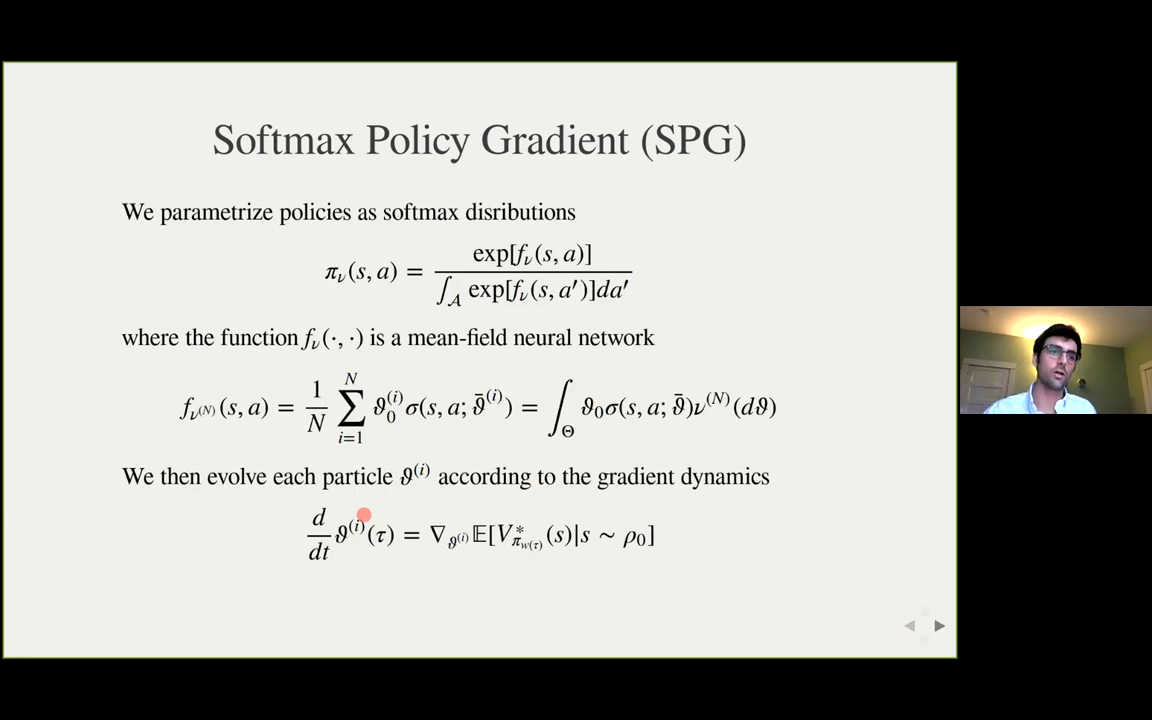 Softmax Policy Gradient (SPG)
We parametrize policies as softmax disributions
π_ν(s, a) = exp[f_ν(s, a)] / ∫_𝒜 exp[f_ν(s, a′)]da′
where the function f_ν(·, ·) is a mean-field neural network
f_{ν^{(N)}}(s, a) = 1/N ∑_{i=1}^{N} ϑ_0^{(i)} σ(s, a; ϑ̄^{(i)}) = ∫_Θ ϑ_0 σ(s, a; ϑ̄) ν^{(N)}(dϑ)
We then evolve each particle ϑ^{(i)} according to the gradient dynamics
d/dt ϑ^{(i)}(τ) = ∇_{ϑ^{(i)}} 𝔼[V*_{π_{w(τ)}}(s)|s ∼ ρ_0]